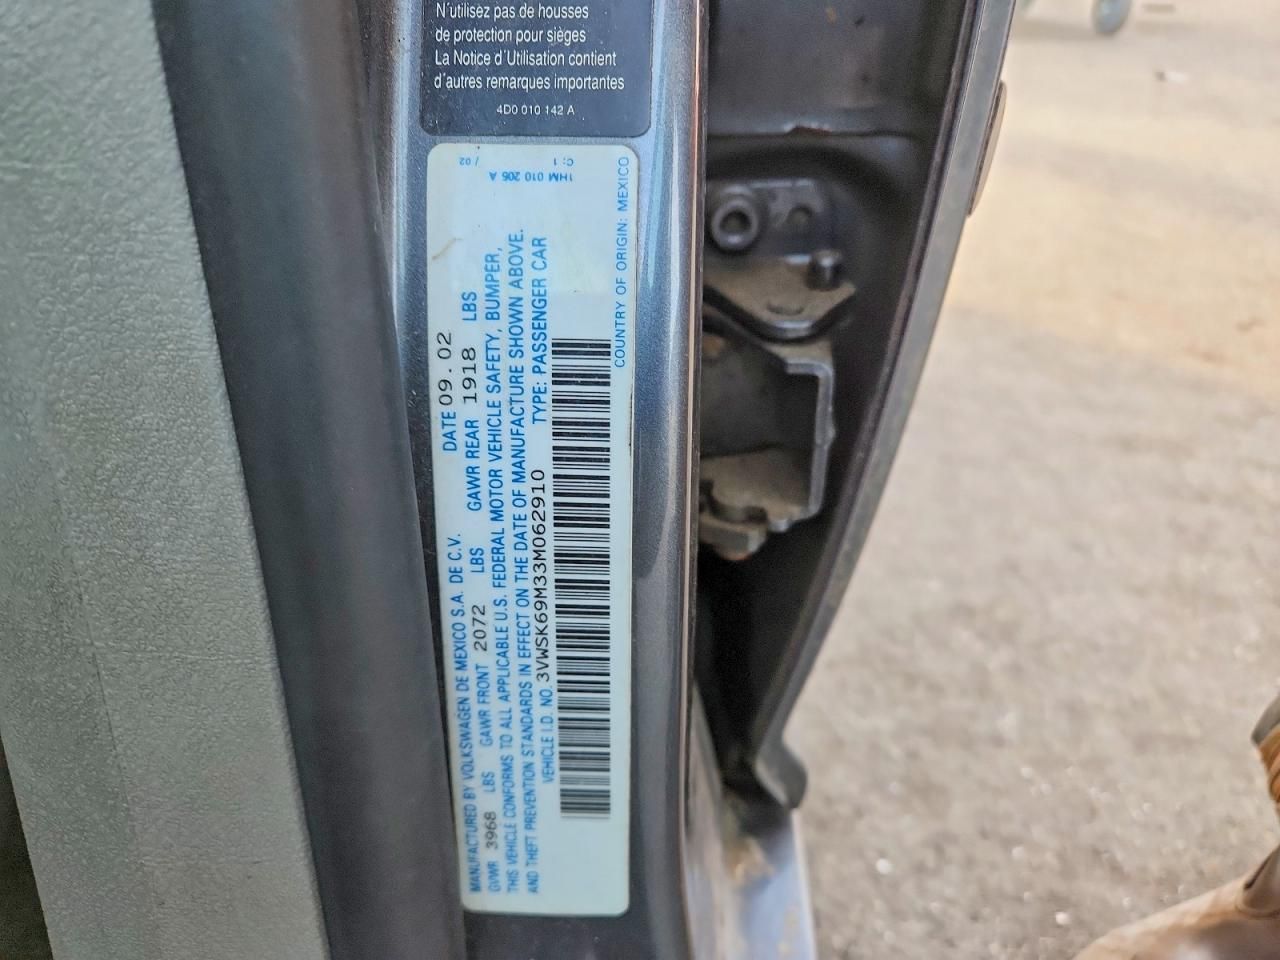 N'utilisez pas de housses
de protection pour sièges
La Notice d'Utilisation contient
d'autres remarques importantes
4D0 010 142 A
1HM 010 205 A
C: 1
/ 02
MANUFACTURED BY VOLKSWAGEN DE MEXICO S.A. DE C.V. DATE 09.02
GVWR 3968 LBS GAWR FRONT 2072 LBS GAWR REAR 1918 LBS
THIS VEHICLE CONFORMS TO ALL APPLICABLE U.S. FEDERAL MOTOR VEHICLE SAFETY, BUMPER,
AND THEFT PREVENTION STANDARDS IN EFFECT ON THE DATE OF MANUFACTURE SHOWN ABOVE.
VEHICLE I.D. NO. 3VWSK69M33M062910 TYPE: PASSENGER CAR
COUNTRY OF ORIGIN: MEXICO